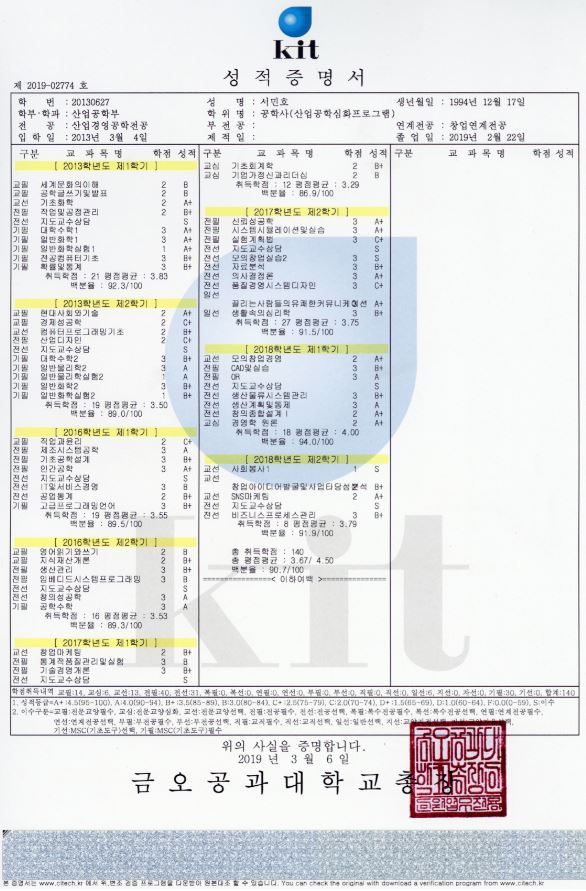 kit
제 2019-02774 호
성 적 증 명 서
학 번 : 20130627 성 명 : 서민호 생년월일 : 1994년 12월 17일
학부·학과 : 산업공학부 학 위 명 : 공학사(산업공학심화프로그램)
전 공 : 산업경영공학전공 부 전 공 : 연계전공 : 창업연계전공
입 학 일 : 2013년 3월 4일 제 적 일 : 졸 업 일 : 2019년 2월 22일
구분 교 과 목 명 학점 성적
[ 2013학년도 제1학기 ]
교필 세계문화의이해 2 B
교필 공학글쓰기및발표 2 B
교선 기초화학 2 A+
전필 작업및공정관리 2 B+
전선 지도교수상담 S
기필 대학수학1 3 A+
기필 일반화학1 3 A+
기필 일반화학실험1 1 A+
기필 전공컴퓨터기초 3 B+
기필 확률및통계 3 B+
취득학점 : 21 평점평균 : 3.83
백분율 : 92.3/100
[ 2013학년도 제2학기 ]
교필 현대사회와기술 2 A+
교필 경제성공학 2 C+
교선 컴퓨터프로그래밍기초 2 B+
전필 산업디자인 2 C+
전선 지도교수상담 S
기필 대학수학2 3 B+
기필 일반물리학2 3 A
기필 일반물리학실험2 1 A
기필 일반화학2 3 B+
기필 일반화학실험2 1 B+
취득학점 : 19 평점평균 : 3.50
백분율 : 89.0/100
[ 2016학년도 제1학기 ]
교필 직업과윤리 2 C+
전필 제조시스템공학 3 A
전필 기초공학설계 3 B+
전필 인간공학 3 A+
전선 지도교수상담 S
전선 IT및서비스경영 3 B
전선 공업통계 2 B+
기필 고급프로그래밍언어 3 B+
취득학점 : 19 평점평균 : 3.55
백분율 : 89.5/100
[ 2016학년도 제2학기 ]
교필 영어읽기와쓰기 2 B
교필 지식재산개론 2 B+
전필 생산관리 3 B+
전필 임베디드시스템프로그래밍 3 B
전선 지도교수상담 S
전선 창의성공학 3 A
기필 공학수학 3 A
취득학점 : 16 평점평균 : 3.53
백분율 : 89.3/100
[ 2017학년도 제1학기 ]
교선 창업마케팅 2 B+
전필 통계적품질관리및실험 3 B
전필 기술경영개론 3 B+
전선 지도교수상담 S
구분 교 과 목 명 학점 성적
교심 기초회계학 2 B+
교심 기업가정신과리더십 2 B
취득학점 : 12 평점평균 : 3.29
백분율 : 86.9/100
[ 2017학년도 제2학기 ]
전필 신뢰성공학 3 A+
전필 시스템시뮬레이션및실습 3 A+
전필 실험계획법 3 C+
전선 지도교수상담 S
전선 모의창업실습2 3 S
전선 자료분석 3 B+
전선 의사결정론 3 A+
전선 품질경영시스템디자인 3 C+
일선
끌리는사람들의유쾌한커뮤니케이션 A+
일선 생활속의심리학 3 B+
취득학점 : 27 평점평균 : 3.75
백분율 : 91.5/100
[ 2018학년도 제1학기 ]
교선 모의창업경영 2 A+
전필 CAD및실습 3 B+
전필 OR 3 A
전선 지도교수상담 S
전선 생산물류시스템관리 3 B+
전선 생산계획및통제 3 A
전선 창의종합설계Ⅰ 2 A+
교심 경영학 원론 2 A+
취득학점 : 18 평점평균 : 4.00
백분율 : 94.0/100
[ 2018학년도 제2학기 ]
교선 사회봉사1 1 S
교선
창업아이디어발굴및사업타당성분석 B+
교선 SNS마케팅 2 A+
전선 지도교수상담 S
전선 비즈니스프로세스관리 3 B+
취득학점 : 8 평점평균 : 3.79
백분율 : 91.9/100
총 취득학점 : 140
총 평점평균 : 3.67/ 4.50
백분율 : 90.7/100
< 이하여백 >
구분 교 과 목 명 학점 성적
학점취득내역 교필:14, 교심:6, 교선:13, 전필:40, 전선:31, 복필:0, 복선:0, 연필:0, 연선:0, 부필:0, 부선:0, 직필:0, 직선:0, 일선:6, 지선:0, 자선:0, 기필:30, 기선:0, 합계:140
1. 성적등급=A+:4.5(95-100), A:4.0(90-94), B+:3.5(85-89), B:3.0(80-84), C+:2.5(75-79), C:2.0(70-74), D+:1.5(65-69), D:1.0(60-64), F:0.0(0-59), S:이수
2. 이수구분=교필:전문교양필수, 교심:전문교양심화, 교선:전문교양선택, 전필:전공필수, 전선:전공선택, 복필:복수전공필수, 복선:복수전공선택, 연필:연계전공필수,
연선:연계전공선택, 부필:부전공필수, 부선:부전공선택, 직필:교직필수, 직선:교직선택, 일선:일반선택,
기선:MSC(기초도구)선택, 기필:MSC(기초도구)필수
위의 사실을 증명합니다.
2019 년 3 월 6 일
금 오 공 과 대 학 교 총 장
본 증명서는 www.citech.kr 에서 위,변조 검증 프로그램을 다운받아 원본대조 할 수 있습니다. You can check the original with download a verification program from www.citech.kr